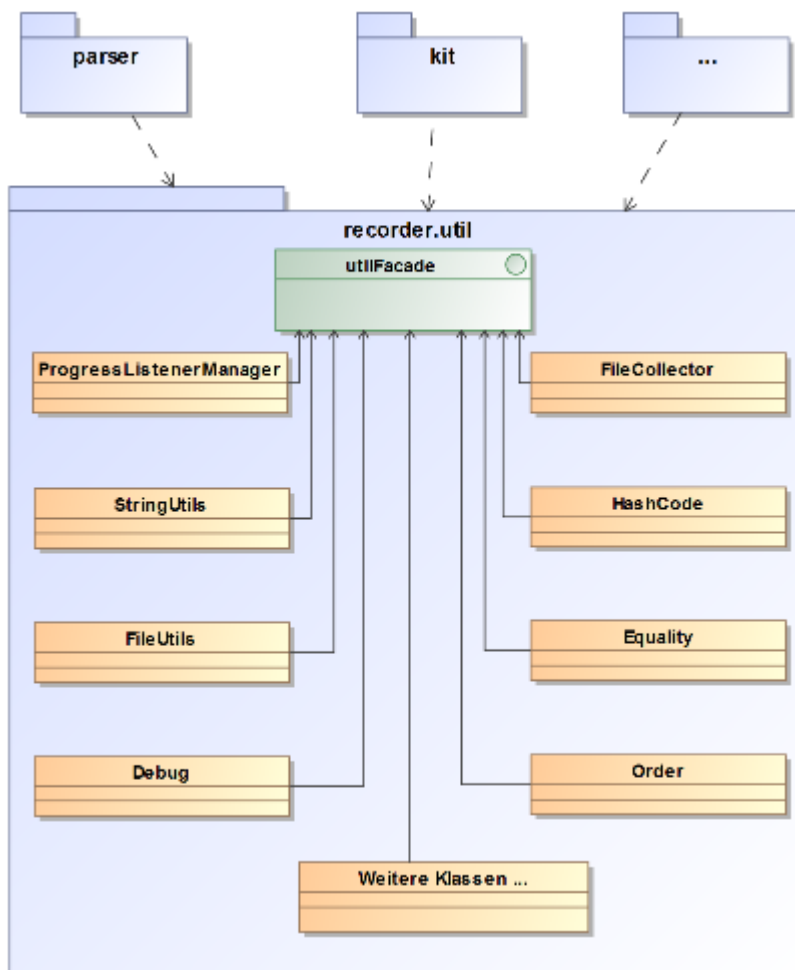 parser
kit
...
recorder.util
utilFacade
ProgressListenerManager
FileCollector
StringUtils
HashCode
FileUtils
Equality
Debug
Order
Weitere Klassen ...